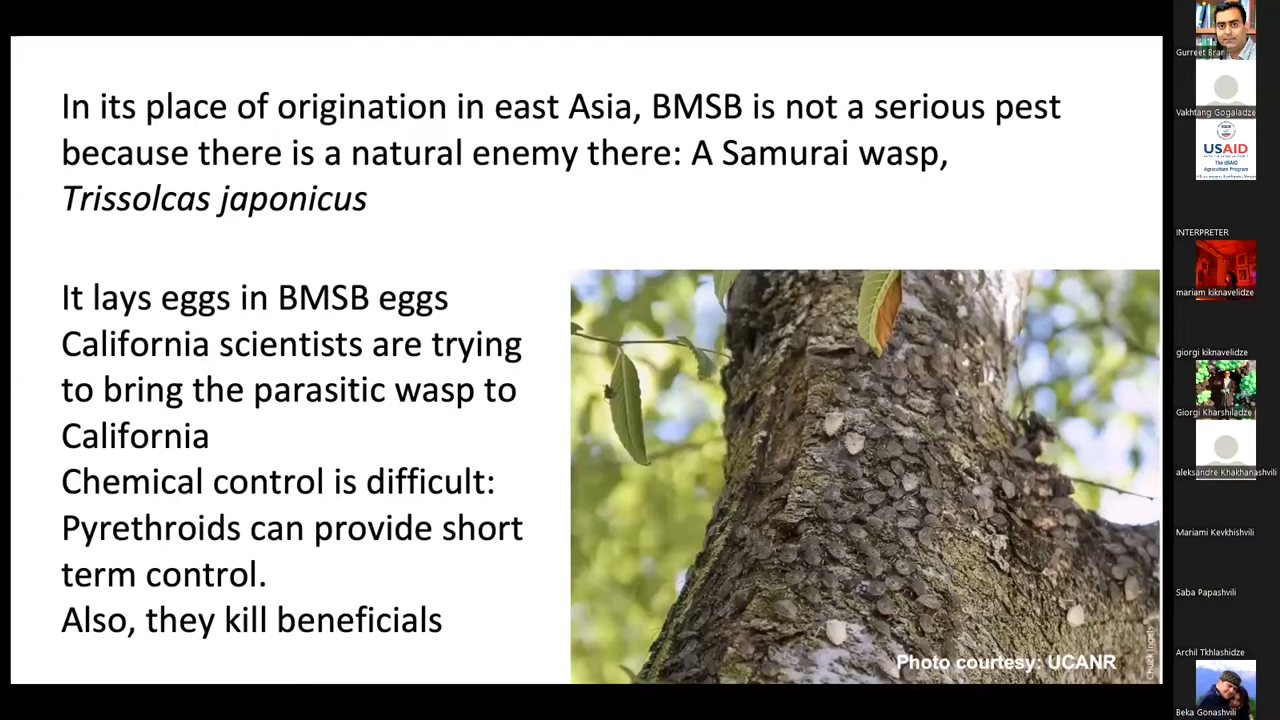 In its place of origination in east Asia, BMSB is not a serious pest
because there is a natural enemy there: A Samurai wasp,
Trissolcas japonicus
It lays eggs in BMSB eggs
California scientists are trying
to bring the parasitic wasp to
California
Chemical control is difficult:
Pyrethroids can provide short
term control.
Also, they kill beneficials
Photo courtesy: UCANR
Chuck Ingels
Gurreet Brar
Vakhtang Gogaladze
USAID
The USAID
Agriculture Program
INTERPRETER
mariam kiknavelidze
giorgi kiknavelidze
Giorgi Kharshiladze
aleksandre Khakhanashvili
Mariami Kevkhishvili
Saba Papashvili
Archil Tkhlashidze
Beka Gonashvili